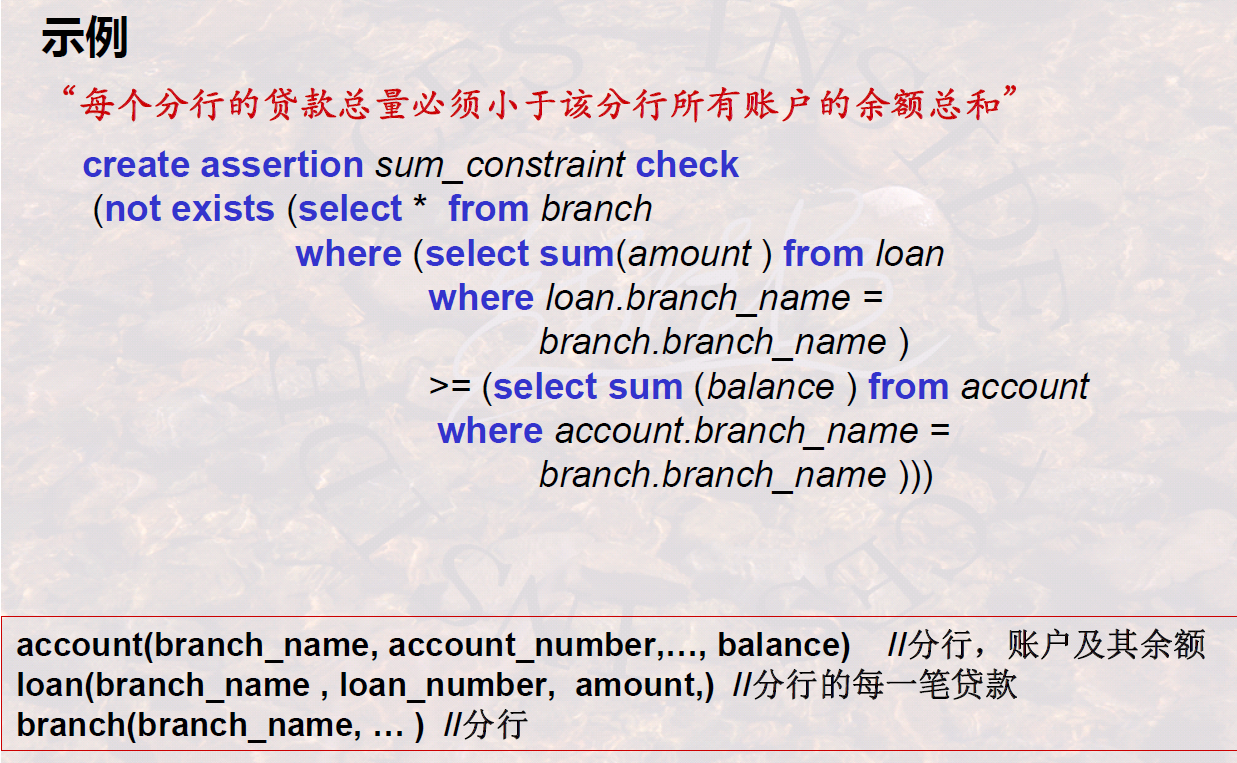 示例
“每个分行的贷款总量必须小于该分行所有账户的余额总和”
create assertion sum_constraint check
(not exists (select * from branch
where (select sum(amount ) from loan
where loan.branch_name =
branch.branch_name )
>= (select sum (balance ) from account
where account.branch_name =
branch.branch_name )))
account(branch_name, account_number,…, balance) //分行，账户及其余额
loan(branch_name , loan_number, amount,) //分行的每一笔贷款
branch(branch_name, … ) //分行